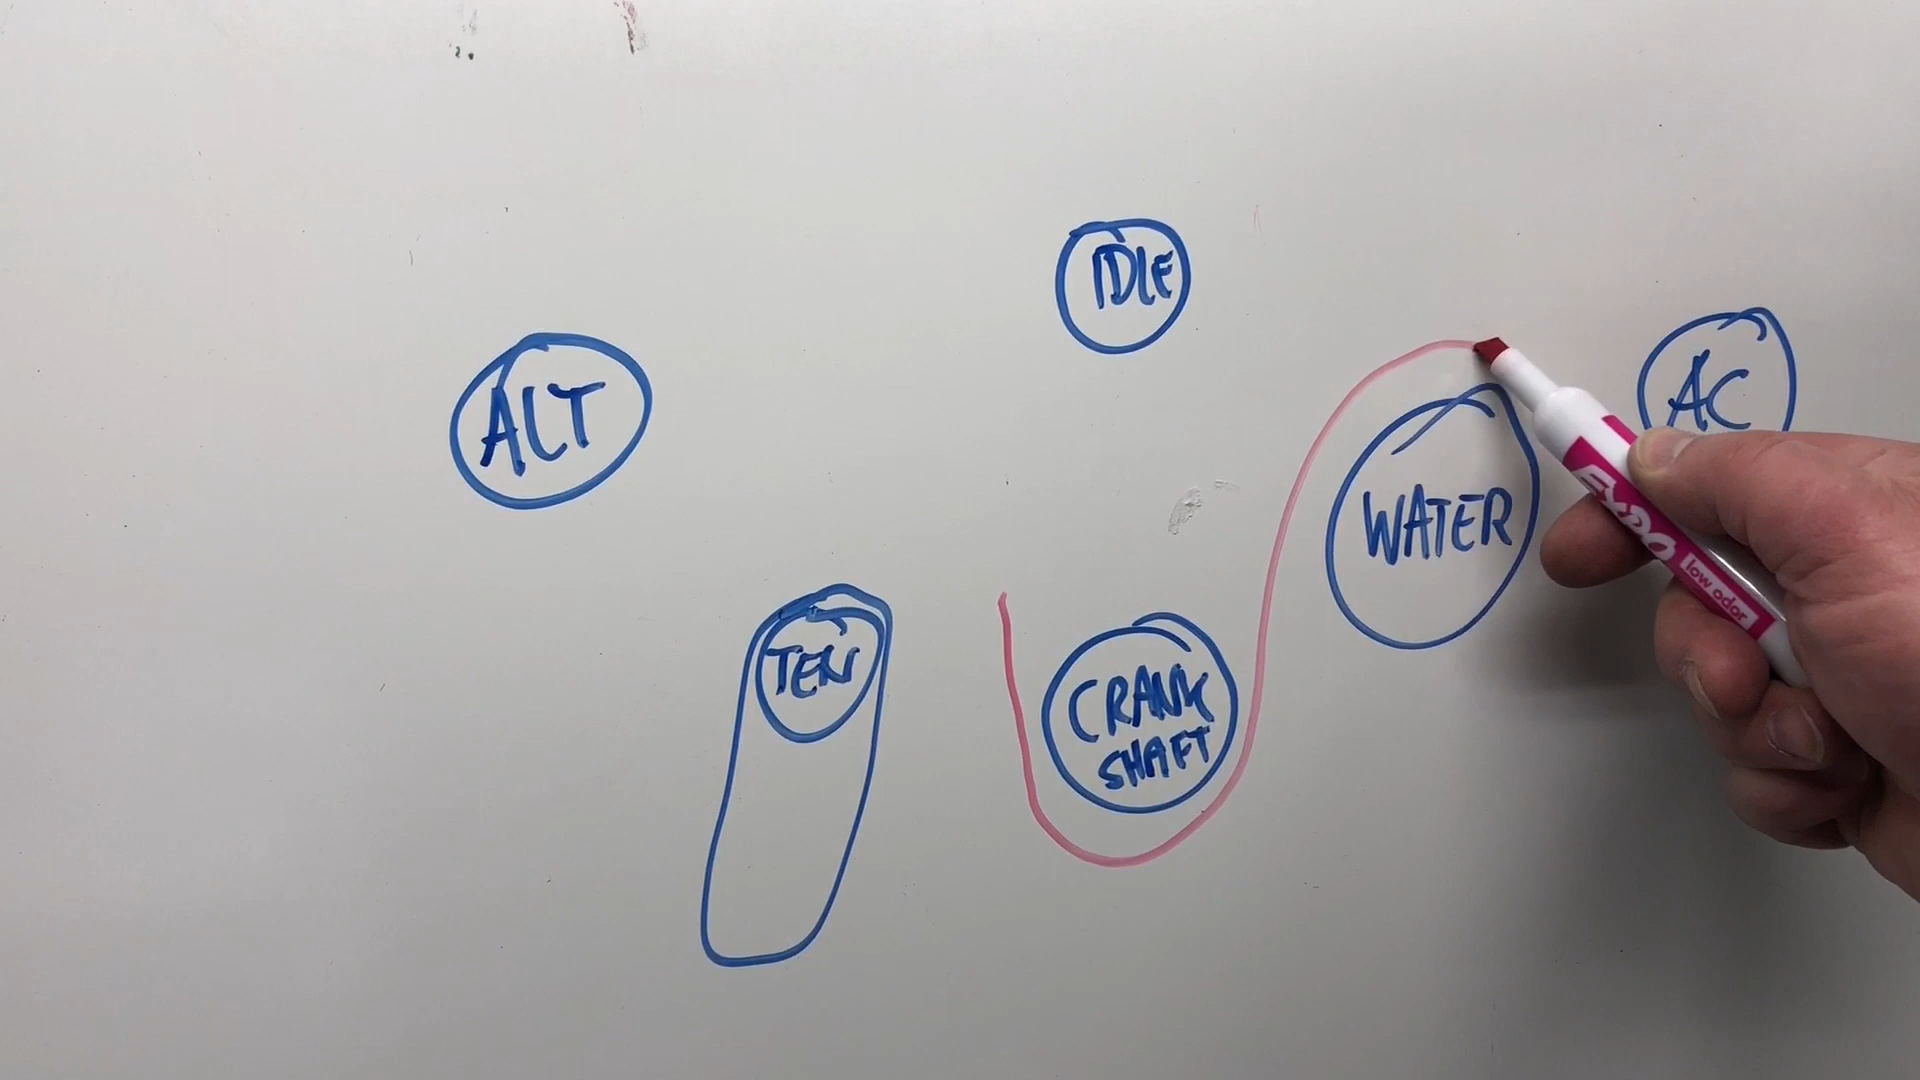 IDLE
ALT
AC
WATER
TEN
CRANK
SHAFT
EXPO
low odor